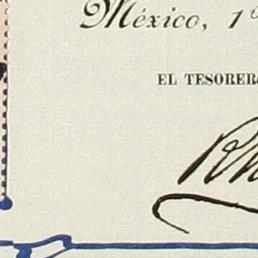 México, 1º
EL TESORER